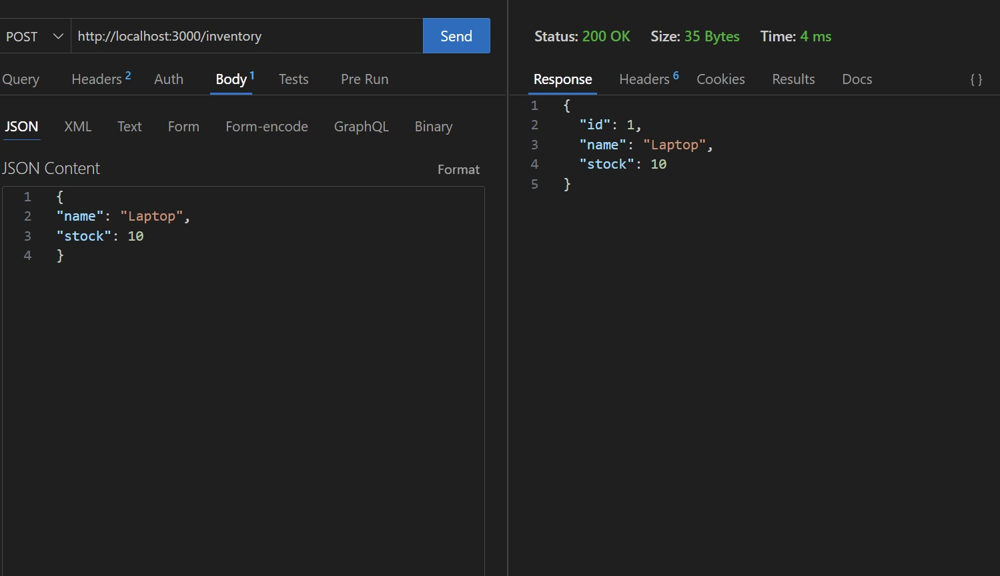 POST http://localhost:3000/inventory Send
Query Headers 2 Auth Body 1 Tests Pre Run
JSON XML Text Form Form-encode GraphQL Binary
JSON Content Format
1 {
2 "name": "Laptop",
3 "stock": 10
4 }
Status: 200 OK Size: 35 Bytes Time: 4 ms
Response Headers 6 Cookies Results Docs { }
1 {
2 "id": 1,
3 "name": "Laptop",
4 "stock": 10
5 }